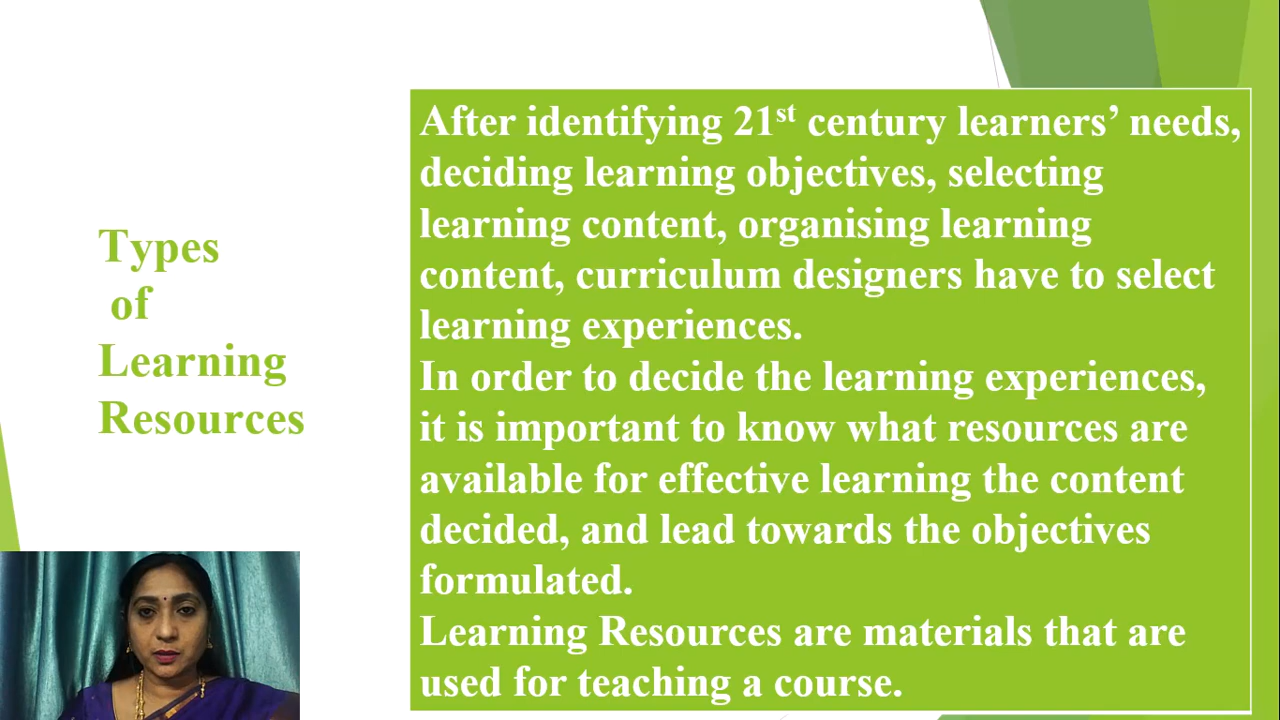 Types
of
Learning
Resources
After identifying 21st century learners’ needs,
deciding learning objectives, selecting
learning content, organising learning
content, curriculum designers have to select
learning experiences.
In order to decide the learning experiences,
it is important to know what resources are
available for effective learning the content
decided, and lead towards the objectives
formulated.
Learning Resources are materials that are
used for teaching a course.